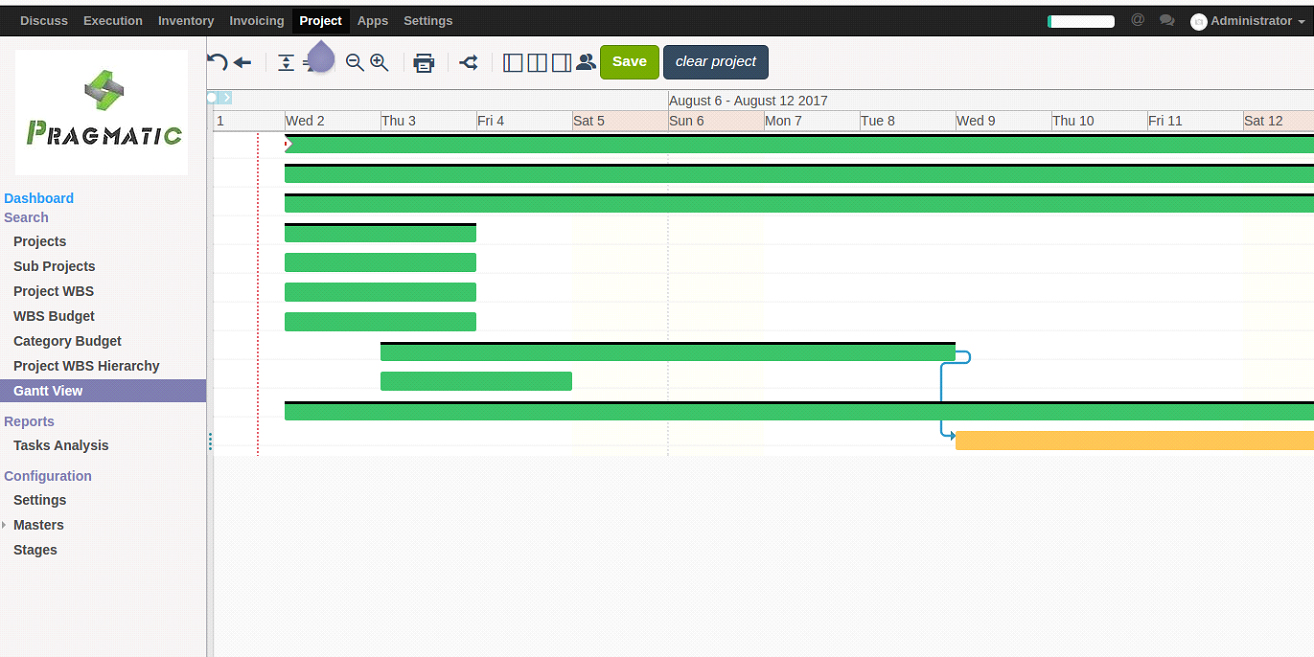 Discuss Execution Inventory Invoicing Project Apps Settings @ Administrator
PRAGMATIC
Save clear project
August 6 - August 12 2017
1 Wed 2 Thu 3 Fri 4 Sat 5 Sun 6 Mon 7 Tue 8 Wed 9 Thu 10 Fri 11 Sat 12
Dashboard
Search
Projects
Sub Projects
Project WBS
WBS Budget
Category Budget
Project WBS Hierarchy
Gantt View
Reports
Tasks Analysis
Configuration
Settings
Masters
Stages